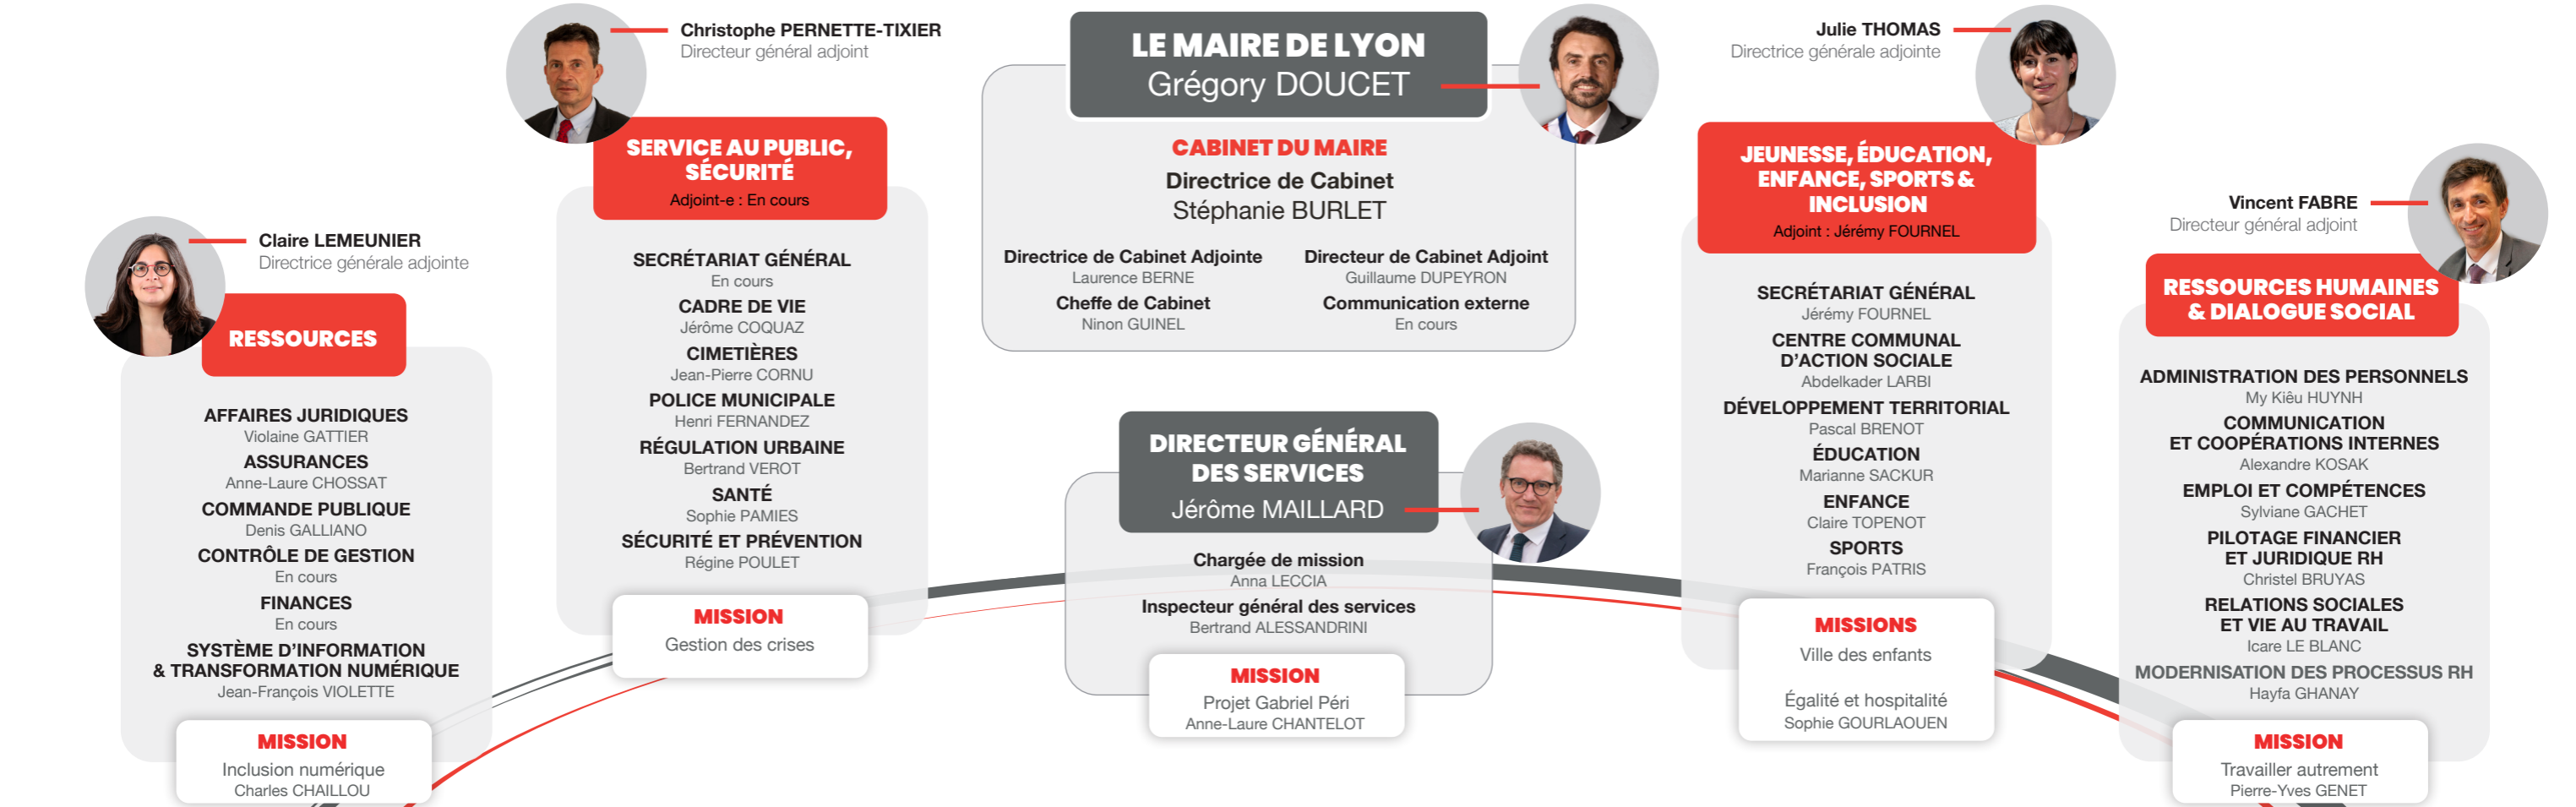 Claire LEMEUNIER
Directrice générale adjointe
RESSOURCES
AFFAIRES JURIDIQUES
Violaine GATTIER
ASSURANCES
Anne-Laure CHOSSAT
COMMANDE PUBLIQUE
Denis GALLIANO
CONTRÔLE DE GESTION
En cours
FINANCES
En cours
SYSTÈME D'INFORMATION
& TRANSFORMATION NUMÉRIQUE
Jean-François VIOLETTE
MISSION
Inclusion numérique
Charles CHAILLOU
Christophe PERNETTE-TIXIER
Directeur général adjoint
SERVICE AU PUBLIC,
SÉCURITÉ
Adjoint-e : En cours
SECRÉTARIAT GÉNÉRAL
En cours
CADRE DE VIE
Jérôme COQUAZ
CIMETIÈRES
Jean-Pierre CORNU
POLICE MUNICIPALE
Henri FERNANDEZ
RÉGULATION URBAINE
Bertrand VEROT
SANTÉ
Sophie PAMIES
SÉCURITÉ ET PRÉVENTION
Régine POULET
MISSION
Gestion des crises
LE MAIRE DE LYON
Grégory DOUCET
CABINET DU MAIRE
Directrice de Cabinet
Stéphanie BURLET
Directrice de Cabinet Adjointe
Laurence BERNE
Directeur de Cabinet Adjoint
Guillaume DUPEYRON
Cheffe de Cabinet
Ninon GUINEL
Communication externe
En cours
DIRECTEUR GÉNÉRAL
DES SERVICES
Jérôme MAILLARD
Chargée de mission
Anna LECCIA
Inspecteur général des services
Bertrand ALESSANDRINI
MISSION
Projet Gabriel Péri
Anne-Laure CHANTELOT
Julie THOMAS
Directrice générale adjointe
JEUNESSE, ÉDUCATION,
ENFANCE, SPORTS &
INCLUSION
Adjoint : Jérémy FOURNEL
SECRÉTARIAT GÉNÉRAL
Jérémy FOURNEL
CENTRE COMMUNAL
D'ACTION SOCIALE
Abdelkader LARBI
DÉVELOPPEMENT TERRITORIAL
Pascal BRENOT
ÉDUCATION
Marianne SACKUR
ENFANCE
Claire TOPENOT
SPORTS
François PATRIS
MISSIONS
Ville des enfants
Égalité et hospitalité
Sophie GOURLAOUEN
Vincent FABRE
Directeur général adjoint
RESSOURCES HUMAINES
& DIALOGUE SOCIAL
ADMINISTRATION DES PERSONNELS
My Kiêu HUYNH
COMMUNICATION
ET COOPÉRATIONS INTERNES
Alexandre KOSAK
EMPLOI ET COMPÉTENCES
Sylviane GACHET
PILOTAGE FINANCIER
ET JURIDIQUE RH
Christel BRUYAS
RELATIONS SOCIALES
ET VIE AU TRAVAIL
Icare LE BLANC
MODERNISATION DES PROCESSUS RH
Hayfa GHANAY
MISSION
Travailler autrement
Pierre-Yves GENET